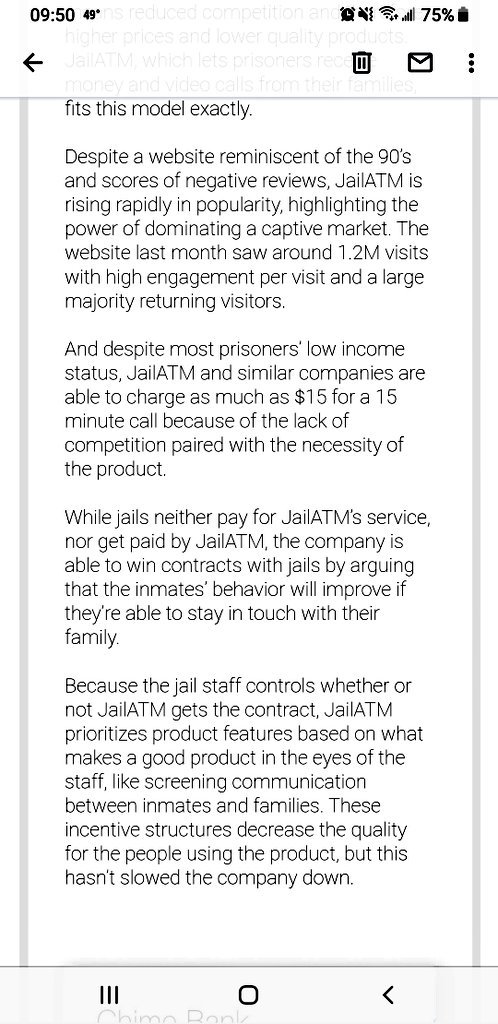 09:50 49° 75%
ns reduced competition and
higher prices and lower quality products.
JailATM, which lets prisoners rece
money and video calls from their families,
fits this model exactly.
Despite a website reminiscent of the 90's
and scores of negative reviews, JailATM is
rising rapidly in popularity, highlighting the
power of dominating a captive market. The
website last month saw around 1.2M visits
with high engagement per visit and a large
majority returning visitors.
And despite most prisoners' low income
status, JailATM and similar companies are
able to charge as much as $15 for a 15
minute call because of the lack of
competition paired with the necessity of
the product.
While jails neither pay for JailATM's service,
nor get paid by JailATM, the company is
able to win contracts with jails by arguing
that the inmates' behavior will improve if
they're able to stay in touch with their
family.
Because the jail staff controls whether or
not JailATM gets the contract, JailATM
prioritizes product features based on what
makes a good product in the eyes of the
staff, like screening communication
between inmates and families. These
incentive structures decrease the quality
for the people using the product, but this
hasn't slowed the company down.
Chime Bank